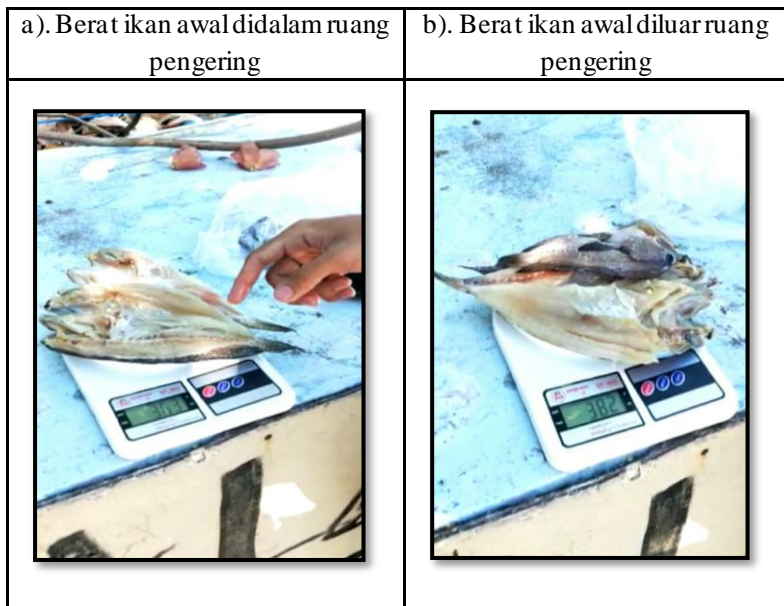 a). Berat ikan awal didalam ruang
pengering
b). Berat ikan awal diluar ruang
pengering
382